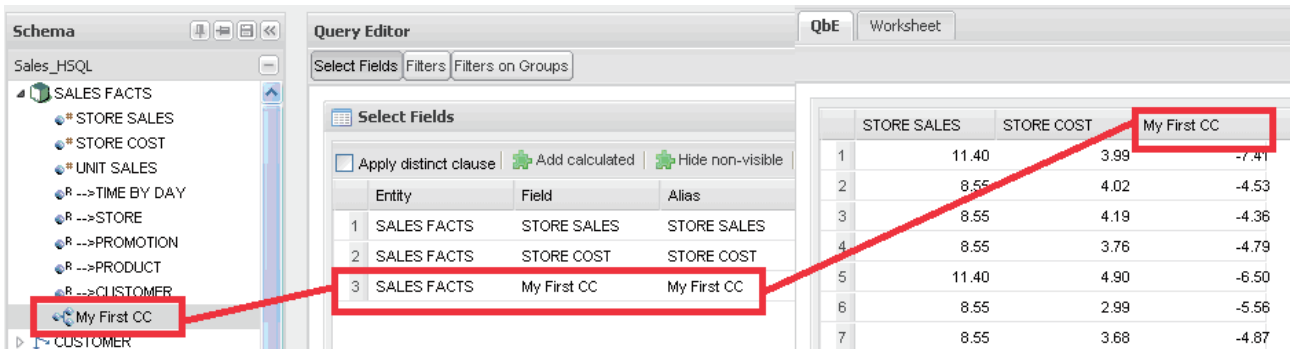 Schema
Sales_HSQL
SALES FACTS
# STORE SALES
# STORE COST
# UNIT SALES
R -->TIME BY DAY
R -->STORE
R -->PROMOTION
R -->PRODUCT
R -->CUSTOMER
My First CC
CUSTOMER
Query Editor
Select Fields Filters Filters on Groups
Select Fields
Apply distinct clause Add calculated Hide non-visible
Entity Field Alias
1 SALES FACTS STORE SALES STORE SALES
2 SALES FACTS STORE COST STORE COST
3 SALES FACTS My First CC My First CC
QbE Worksheet
STORE SALES STORE COST My First CC
1 11.40 3.99 -7.41
2 8.55 4.02 -4.53
3 8.55 4.19 -4.36
4 8.55 3.76 -4.79
5 11.40 4.90 -6.50
6 8.55 2.99 -5.56
7 8.55 3.68 -4.87